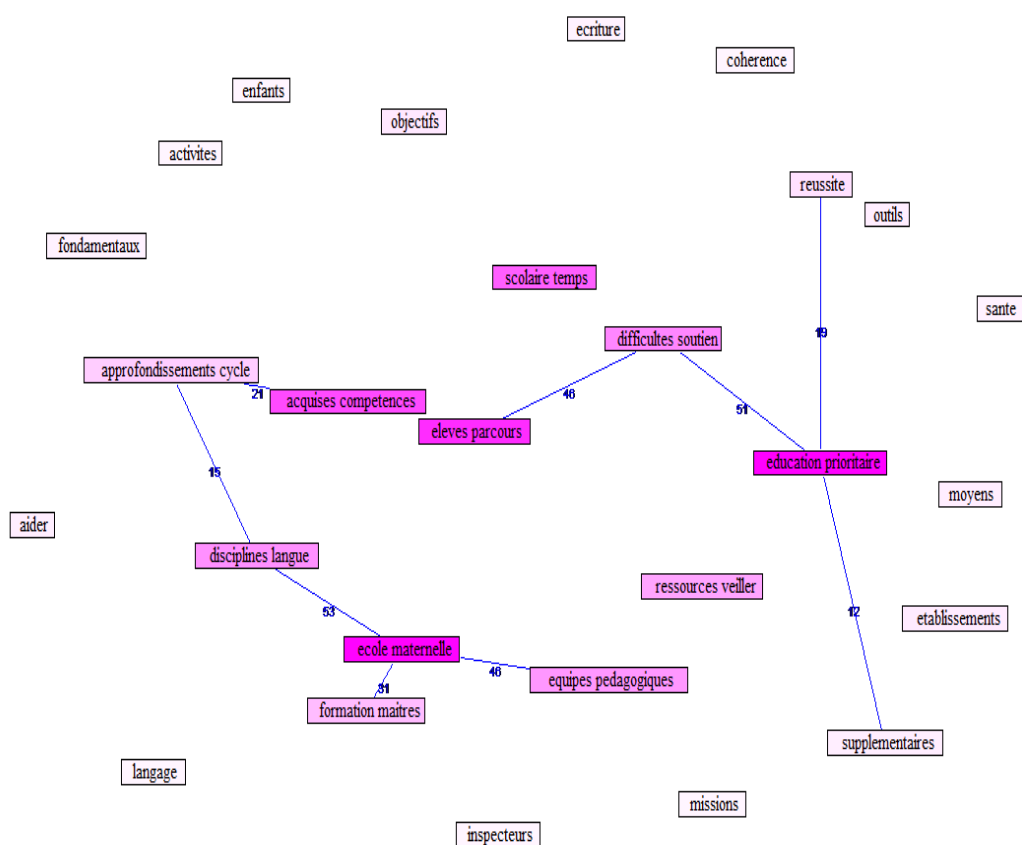 ecriture
coherence
enfants
objectifs
activites
reussite
outils
fondamentaux
scolaire temps
sante
19
difficultes soutien
approfondissements cycle
46
21
acquises competences
51
eleves parcours
education prioritaire
15
moyens
aider
disciplines langue
ressources veiller
53
12
etablissements
ecole maternelle
46
equipes pedagogiques
31
formation maitres
supplementaires
langage
missions
inspecteurs